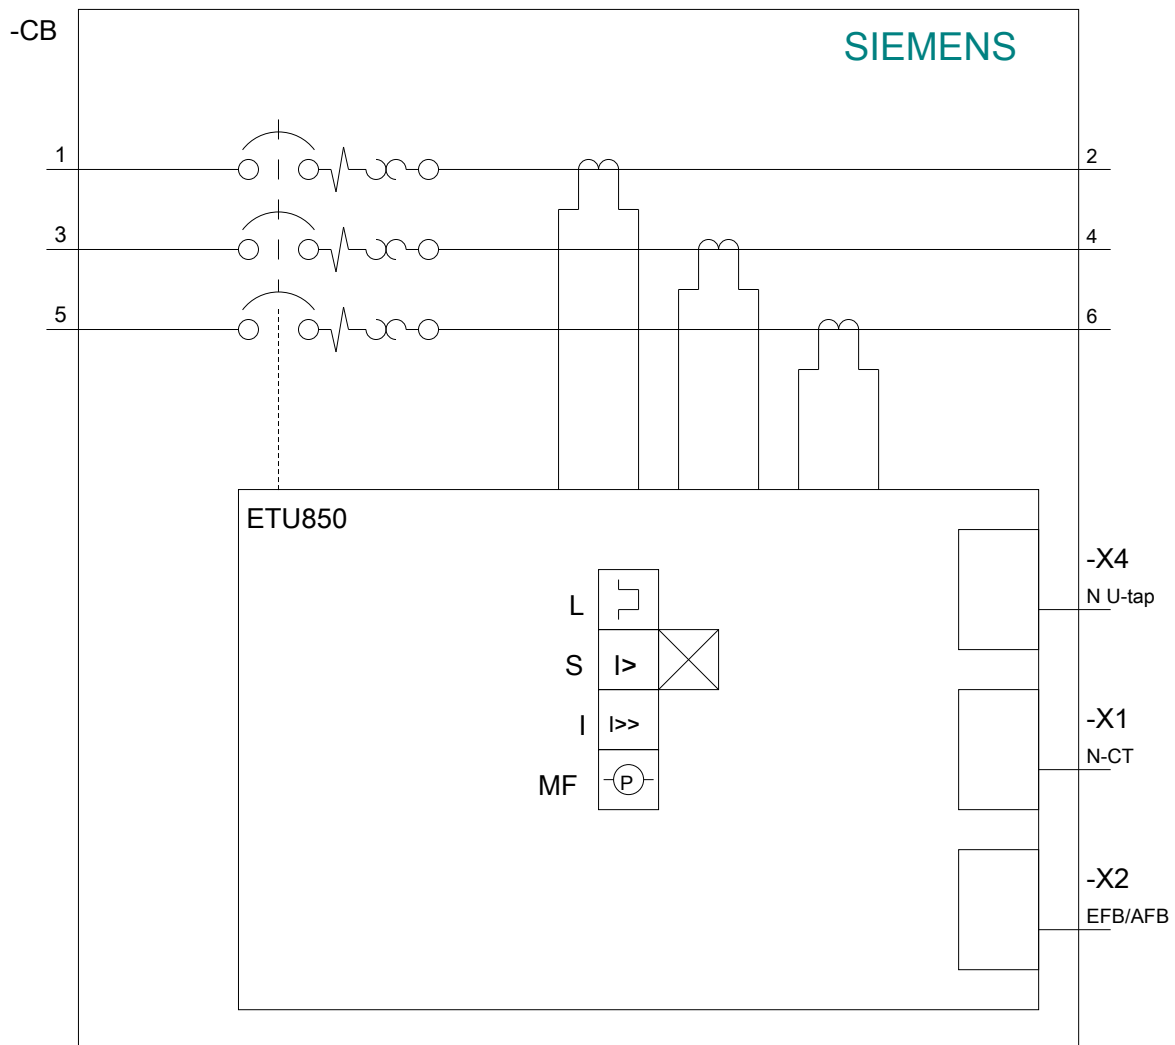 -CB
SIEMENS
1
2
3
4
5
6
ETU850
-X4
N U-tap
L
S
I>
I
I>>
MF
P
-X1
N-CT
-X2
EFB/AFB